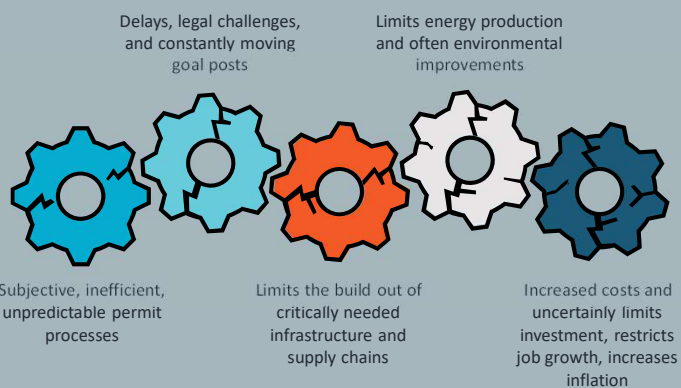 Delays, legal challenges,
and constantly moving
goal posts
Limits energy production
and often environmental
improvements
Subjective, inefficient,
unpredictable permit
processes
Limits the build out of
critically needed
infrastructure and
supply chains
Increased costs and
uncertainly limits
investment, restricts
job growth, increases
inflation